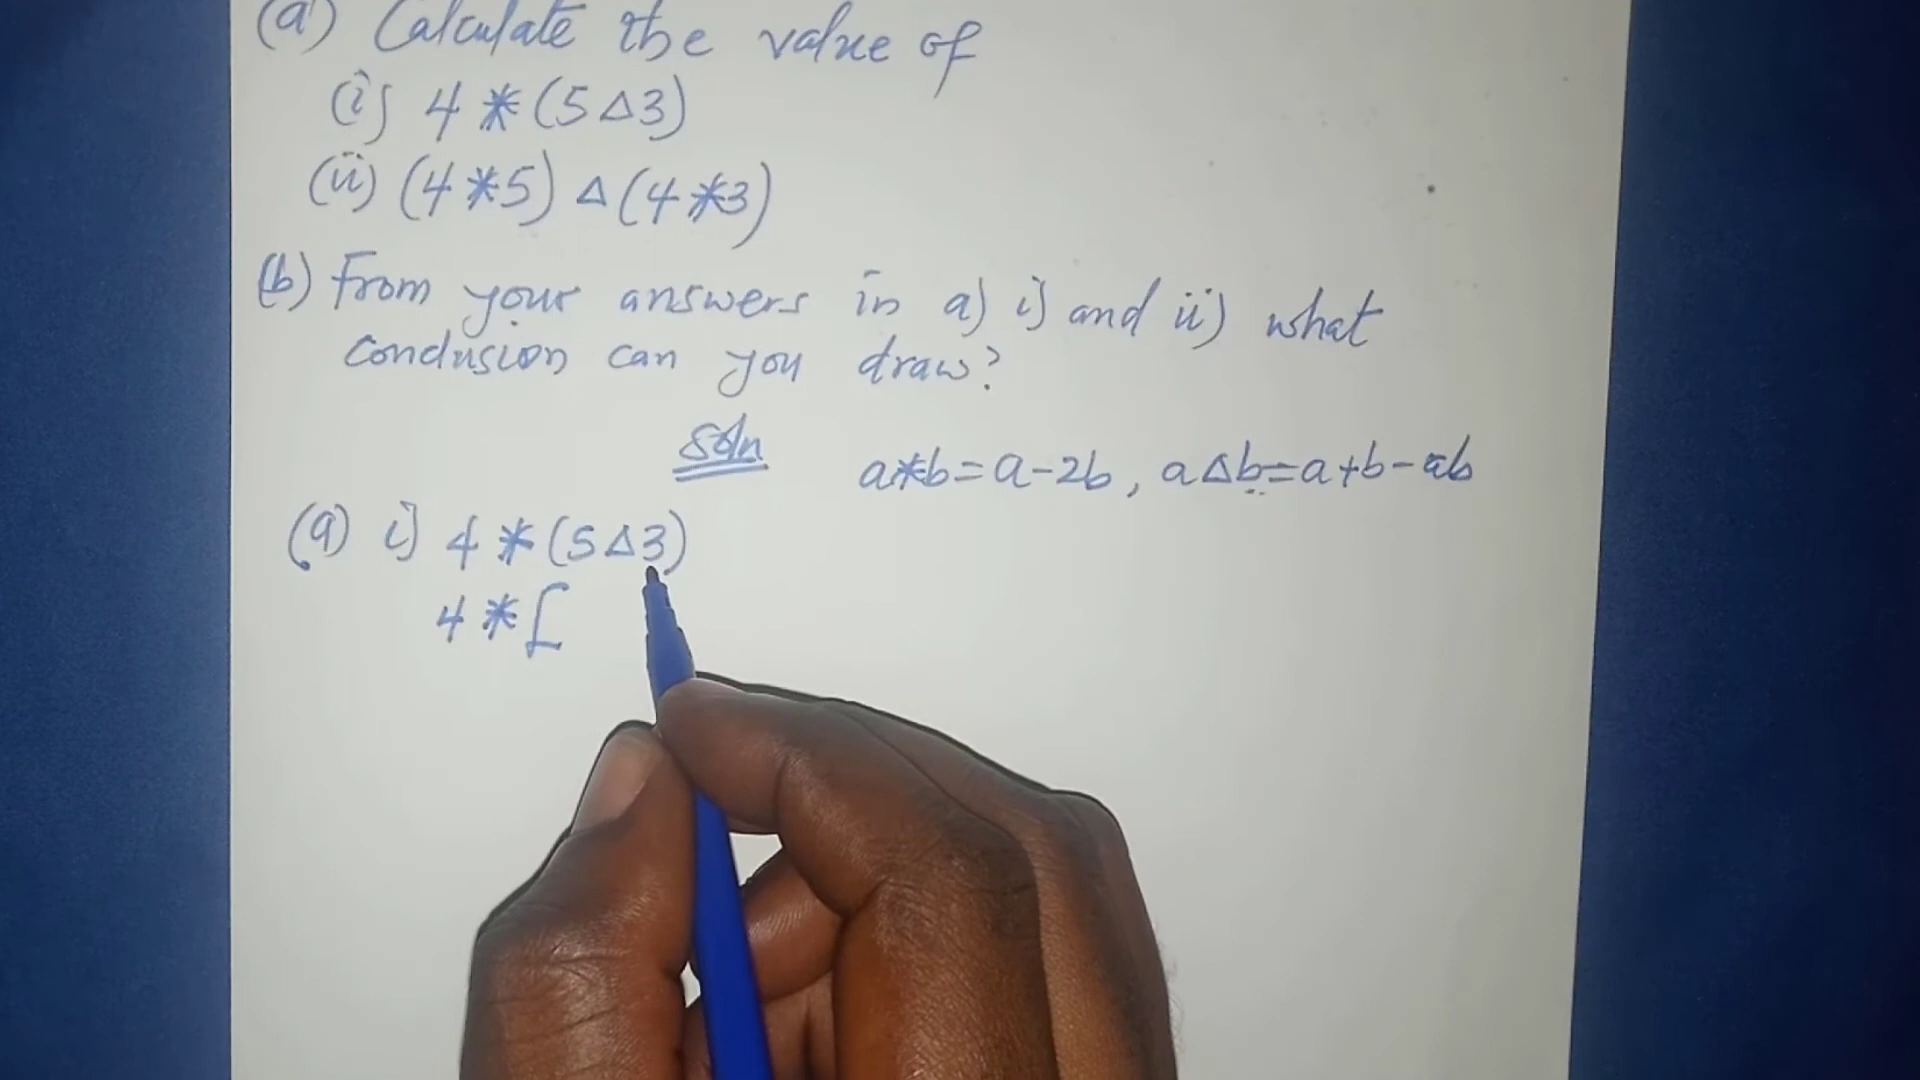 (a) Calculate the value of
(i) 4 * (5 Δ 3)
(ii) (4 * 5) Δ (4 * 3)
(b) From your answers in a) i) and ii) what
conclusion can you draw?
Soln
a*b = a - 2b, aΔb = a + b - ab
(a) i) 4 * (5 Δ 3)
4 * [